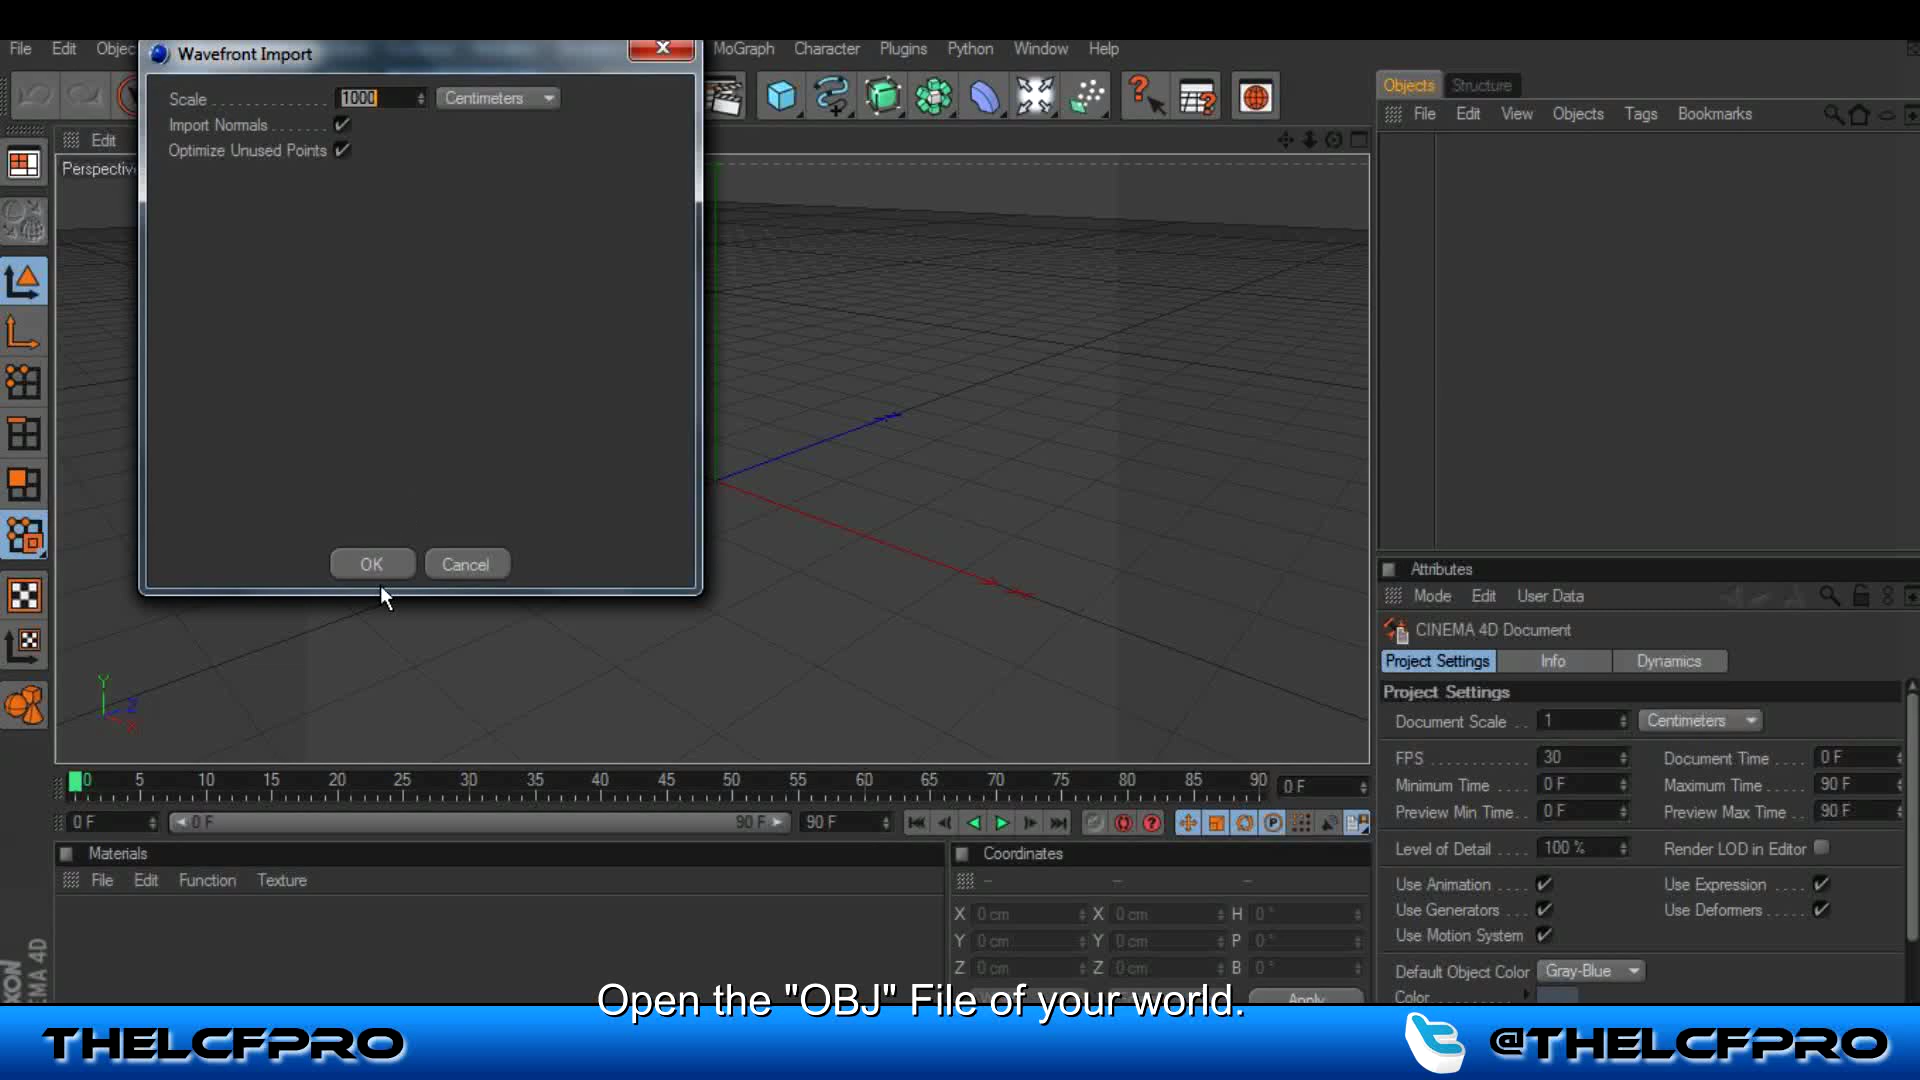 File Edit Objec MoGraph Character Plugins Python Window Help
Wavefront Import
Scale 1000 Centimeters
Import Normals
Optimize Unused Points
OK Cancel
Edit
Perspectiv
Objects Structure
File Edit View Objects Tags Bookmarks
Attributes
Mode Edit User Data
CINEMA 4D Document
Project Settings Info Dynamics
Project Settings
Document Scale 1 Centimeters
FPS 30 Document Time 0 F
Minimum Time 0 F Maximum Time 90 F
Preview Min Time 0 F Preview Max Time 90 F
Level of Detail 100 % Render LOD in Editor
Use Animation Use Expression
Use Generators Use Deformers
Use Motion System
Default Object Color Gray-Blue
Color
Y Z X
0 5 10 15 20 25 30 35 40 45 50 55 60 65 70 75 80 85 90 0 F
0 F 0 F 90 F 90 F
Materials
File Edit Function Texture
Coordinates
X 0 cm X 0 cm H 0 °
Y 0 cm Y 0 cm P 0 °
Z 0 cm Z 0 cm B 0 °
Apply
XON
EMA 4D
Open the "OBJ" File of your world.
THELCFPRO
@THELCFPRO